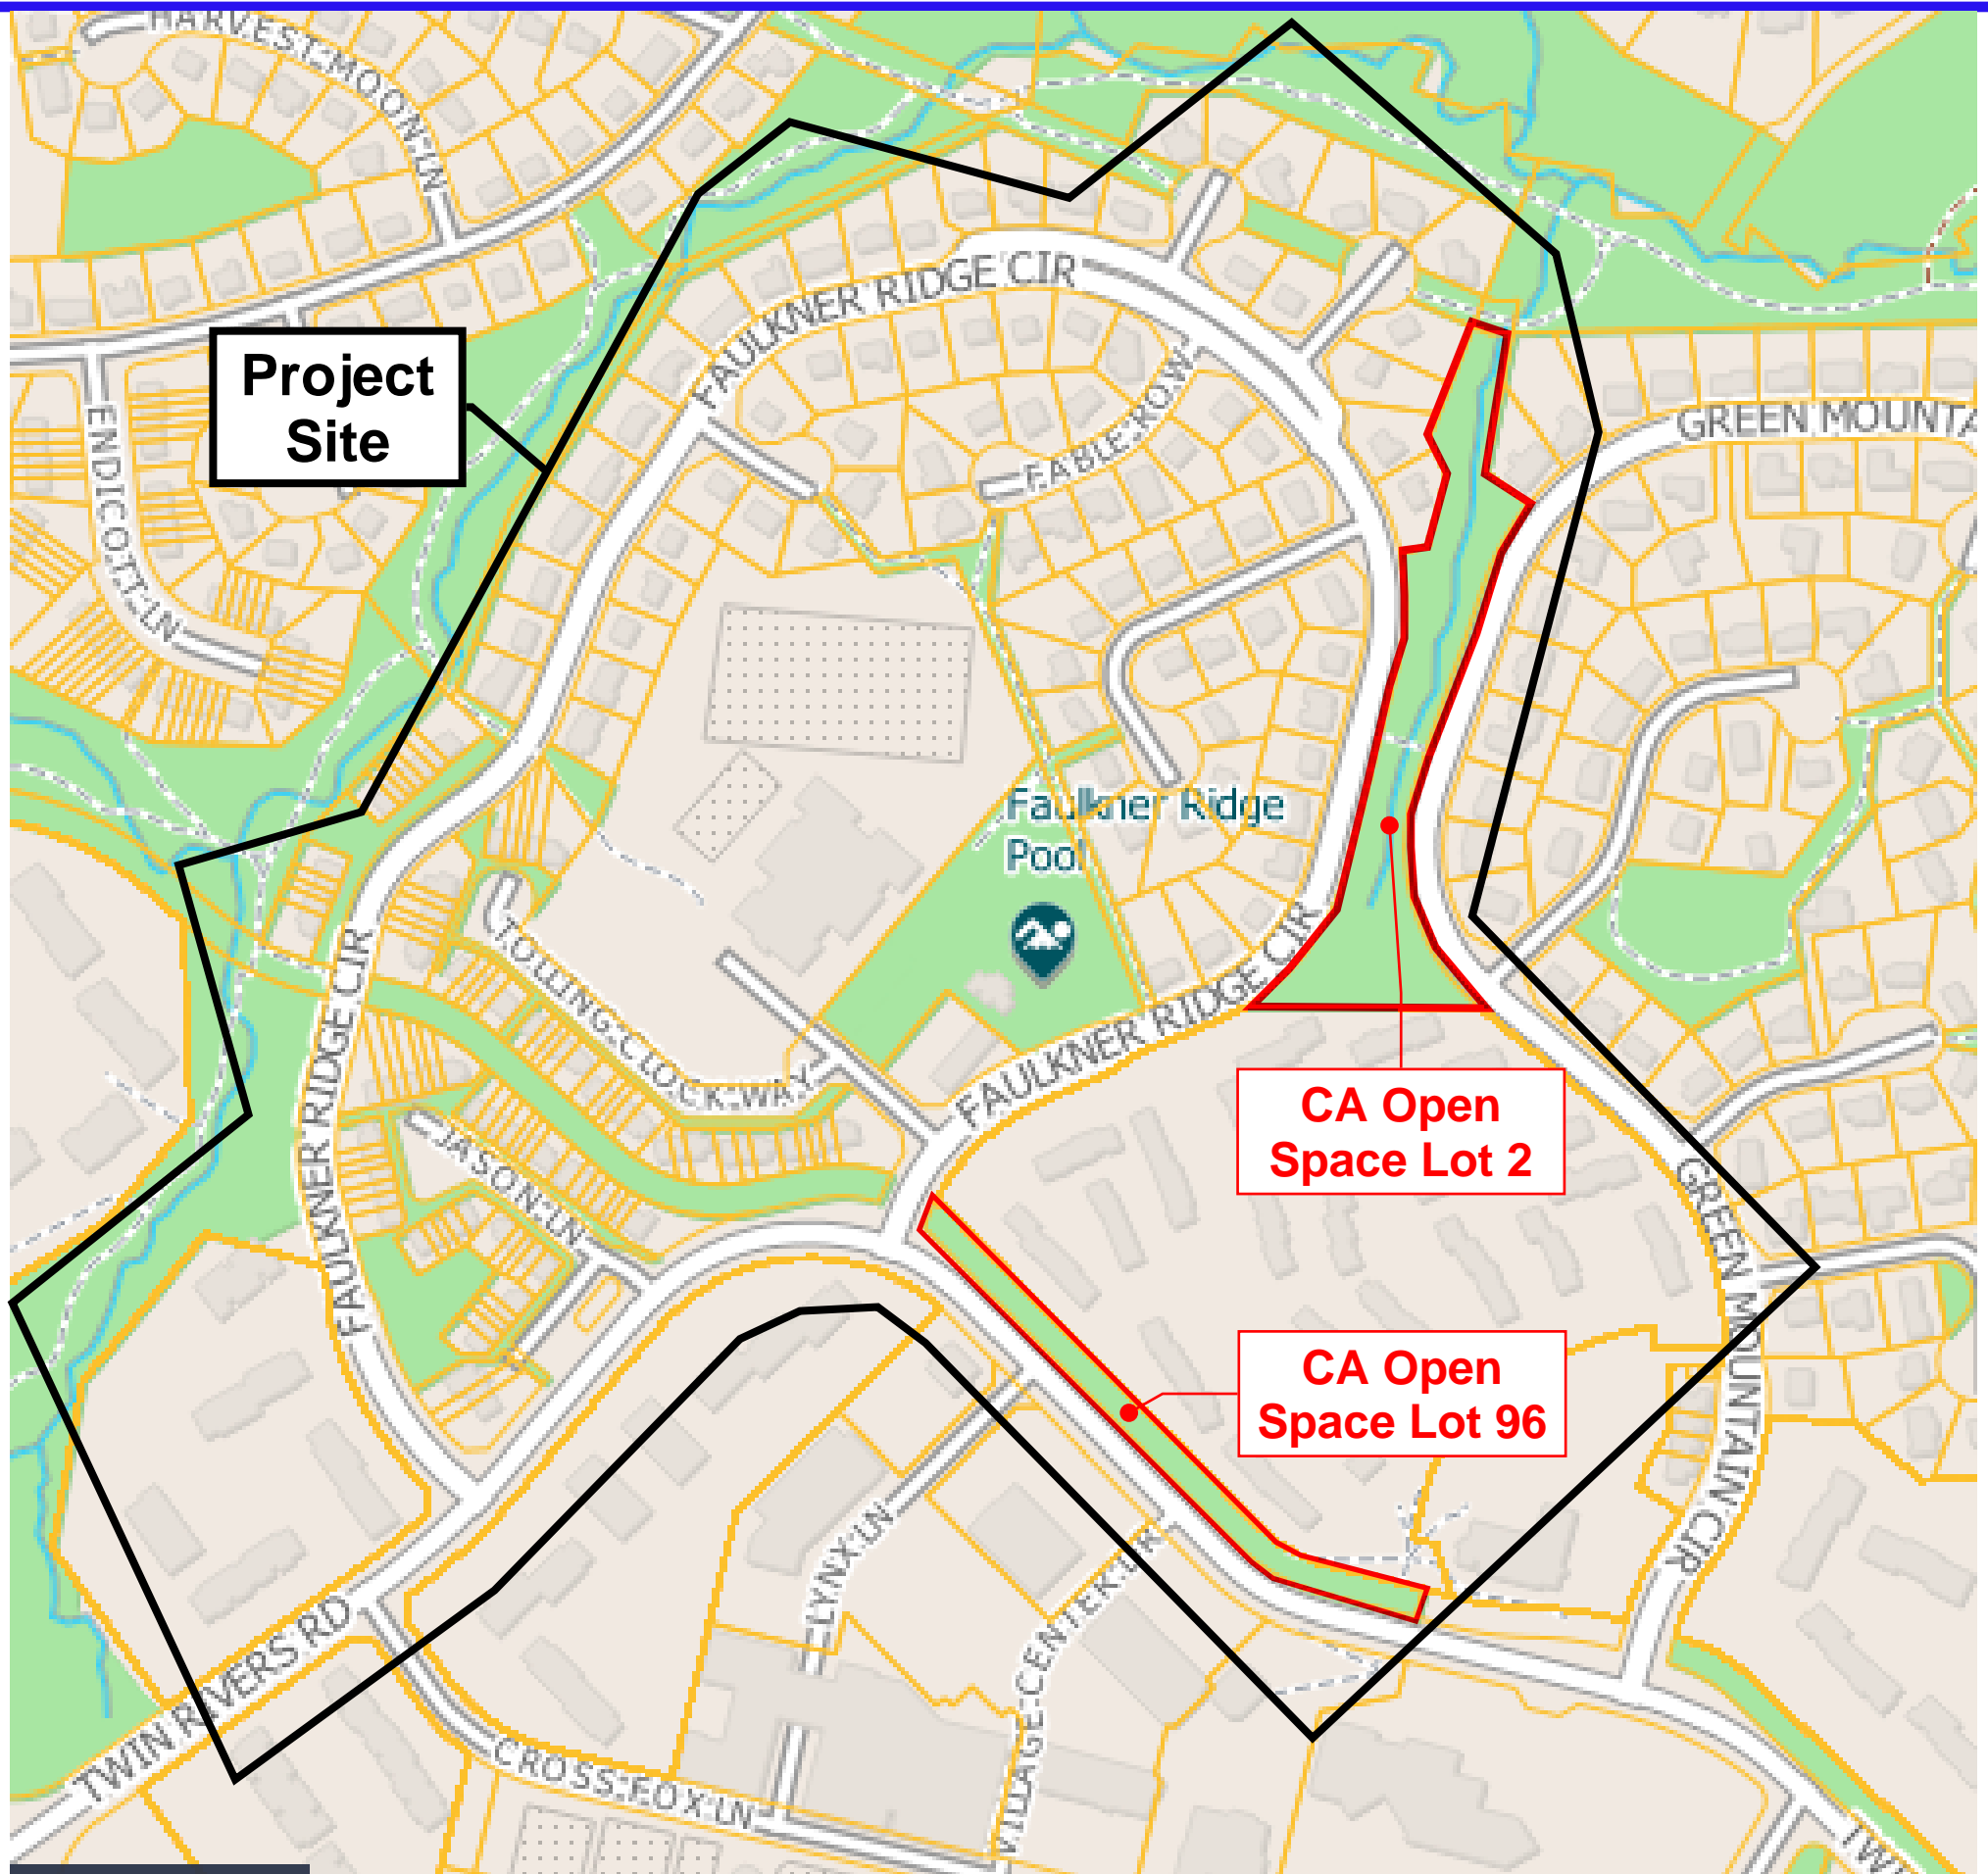 HARVEST MOON LN
FAULKNER RIDGE CIR
Project
Site
FABLE ROW
GREEN MOUNTA
ENDICOTT LN
Faulkner Ridge
Pool
TOLLING CLOCK WAY
FAULKNER RIDGE CIR
FAULKNER RIDGE CIR
CA Open
Space Lot 2
JASON LN
GREEN MOUNTAIN CIR
CA Open
Space Lot 96
LYNX LN
VILLAGE CENTER
TWIN RIVERS RD
CROSS FOX LN
TW